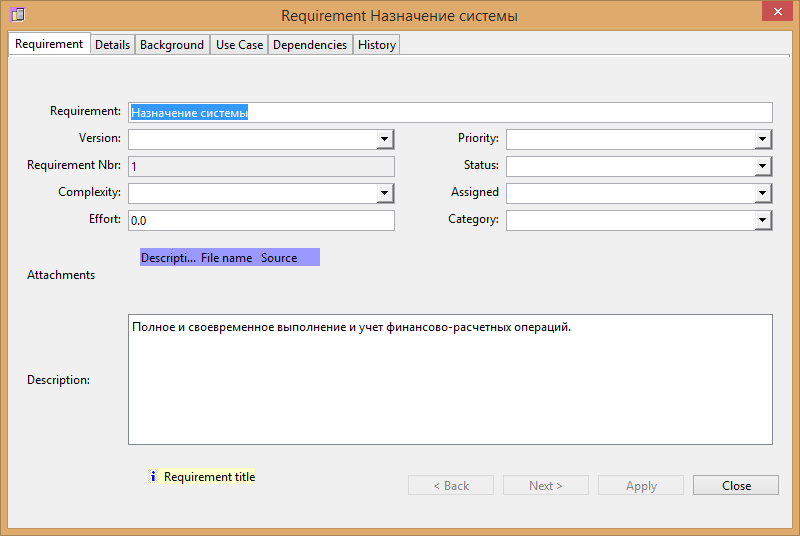 Requirement Назначение системы
Requirement Details Background Use Case Dependencies History
Requirement: Назначение системы
Version: Priority:
Requirement Nbr: 1 Status:
Complexity: Assigned
Effort: 0.0 Category:
Descripti... File name Source
Attachments
Полное и своевременное выполнение и учет финансово-расчетных операций.
Description:
i Requirement title
< Back Next > Apply Close